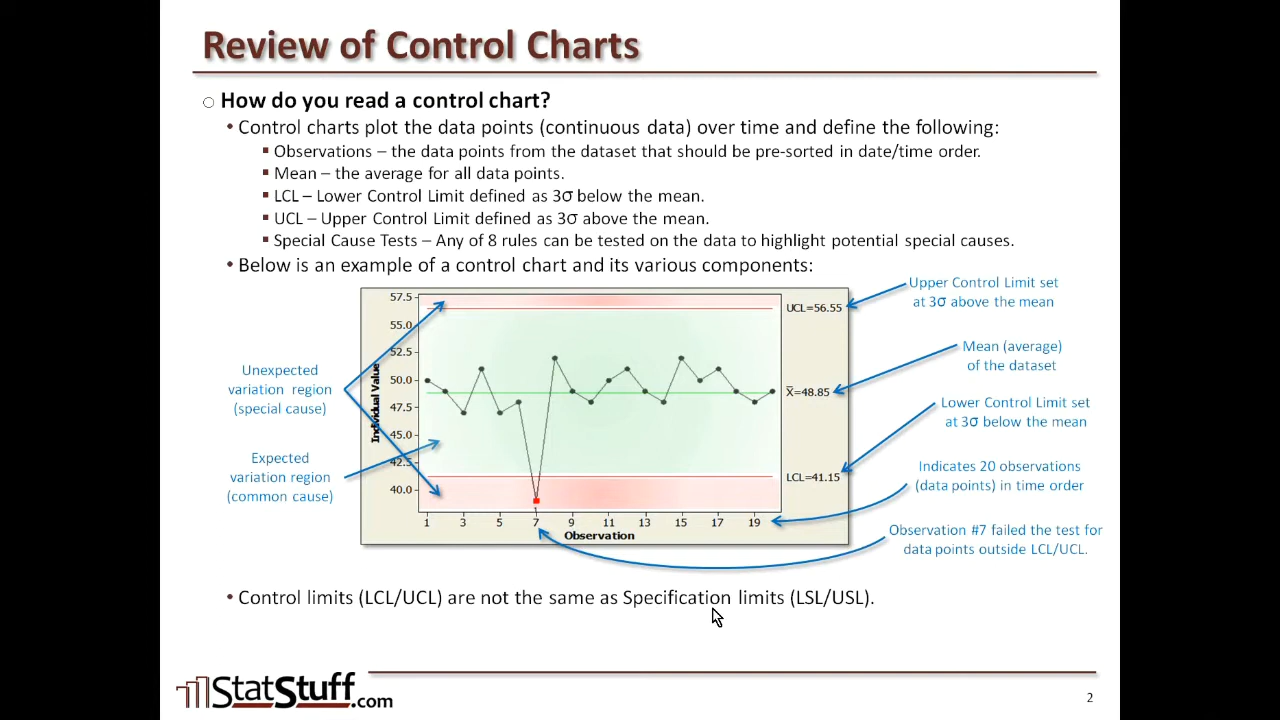 Review of Control Charts
○ How do you read a control chart?
• Control charts plot the data points (continuous data) over time and define the following:
▪ Observations – the data points from the dataset that should be pre-sorted in date/time order.
▪ Mean – the average for all data points.
▪ LCL – Lower Control Limit defined as 3σ below the mean.
▪ UCL – Upper Control Limit defined as 3σ above the mean.
▪ Special Cause Tests – Any of 8 rules can be tested on the data to highlight potential special causes.
• Below is an example of a control chart and its various components:
Unexpected
variation region
(special cause)
Expected
variation region
(common cause)
Individual Value
57.5
55.0
52.5
50.0
47.5
45.0
42.5
40.0
1
1 3 5 7 9 11 13 15 17 19
Observation
UCL=56.55
X̄=48.85
LCL=41.15
Upper Control Limit set
at 3σ above the mean
Mean (average)
of the dataset
Lower Control Limit set
at 3σ below the mean
Indicates 20 observations
(data points) in time order
Observation #7 failed the test for
data points outside LCL/UCL.
• Control limits (LCL/UCL) are not the same as Specification limits (LSL/USL).
StatStuff.com
2